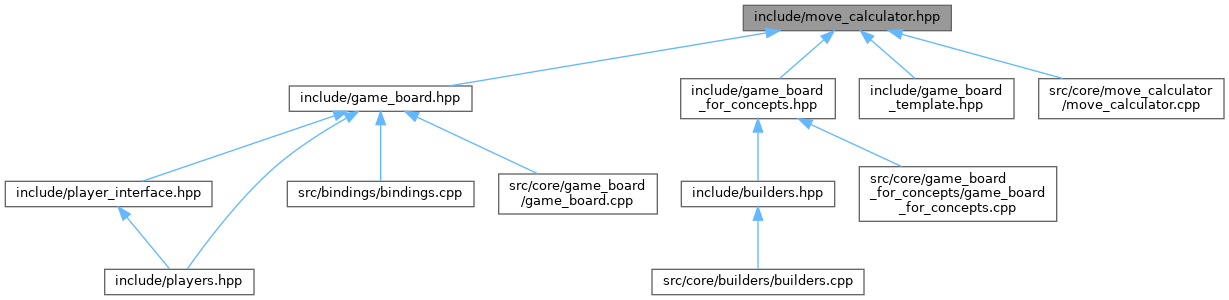 include/move_calculator.hpp
include/game_board.hpp
include/game_board
_for_concepts.hpp
include/game_board
_template.hpp
src/core/move_calculator
/move_calculator.cpp
include/player_interface.hpp
src/bindings/bindings.cpp
src/core/game_board
/game_board.cpp
include/builders.hpp
src/core/game_board
_for_concepts/game_board
_for_concepts.cpp
include/players.hpp
src/core/builders/builders.cpp